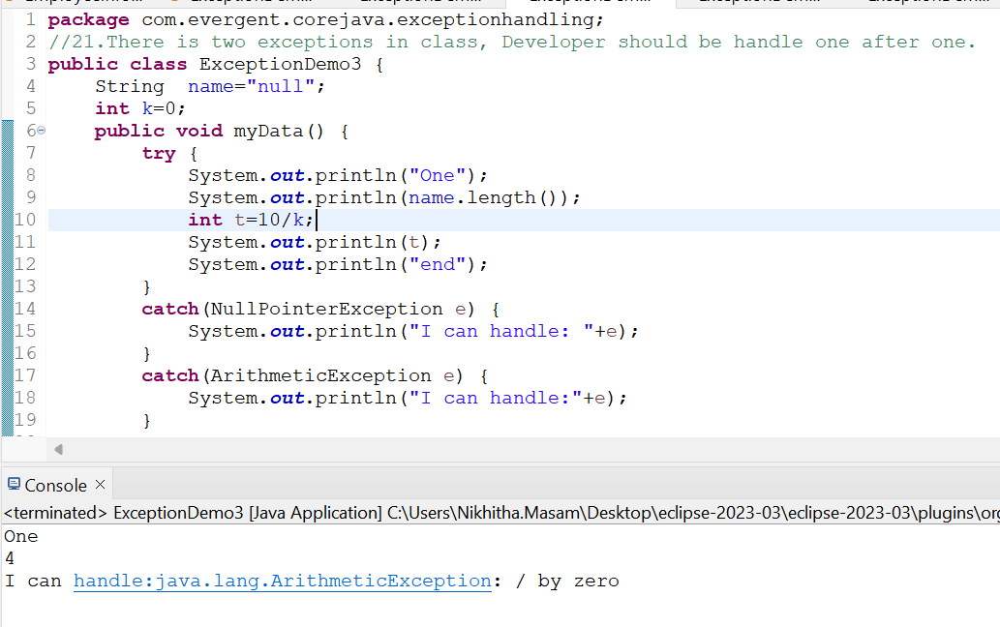 1 package com.evergent.corejava.exceptionhandling;
2 //21.There is two exceptions in class, Developer should be handle one after one.
3 public class ExceptionDemo3 {
4 String  name="null";
5 int k=0;
6 public void myData() {
7 try {
8 System.out.println("One");
9 System.out.println(name.length());
10 int t=10/k;
11 System.out.println(t);
12 System.out.println("end");
13 }
14 catch(NullPointerException e) {
15 System.out.println("I can handle: "+e);
16 }
17 catch(ArithmeticException e) {
18 System.out.println("I can handle:"+e);
19 }
Console
<terminated> ExceptionDemo3 [Java Application] C:\Users\Nikhitha.Masam\Desktop\eclipse-2023-03\eclipse-2023-03\plugins\org
One
4
I can handle:java.lang.ArithmeticException: / by zero